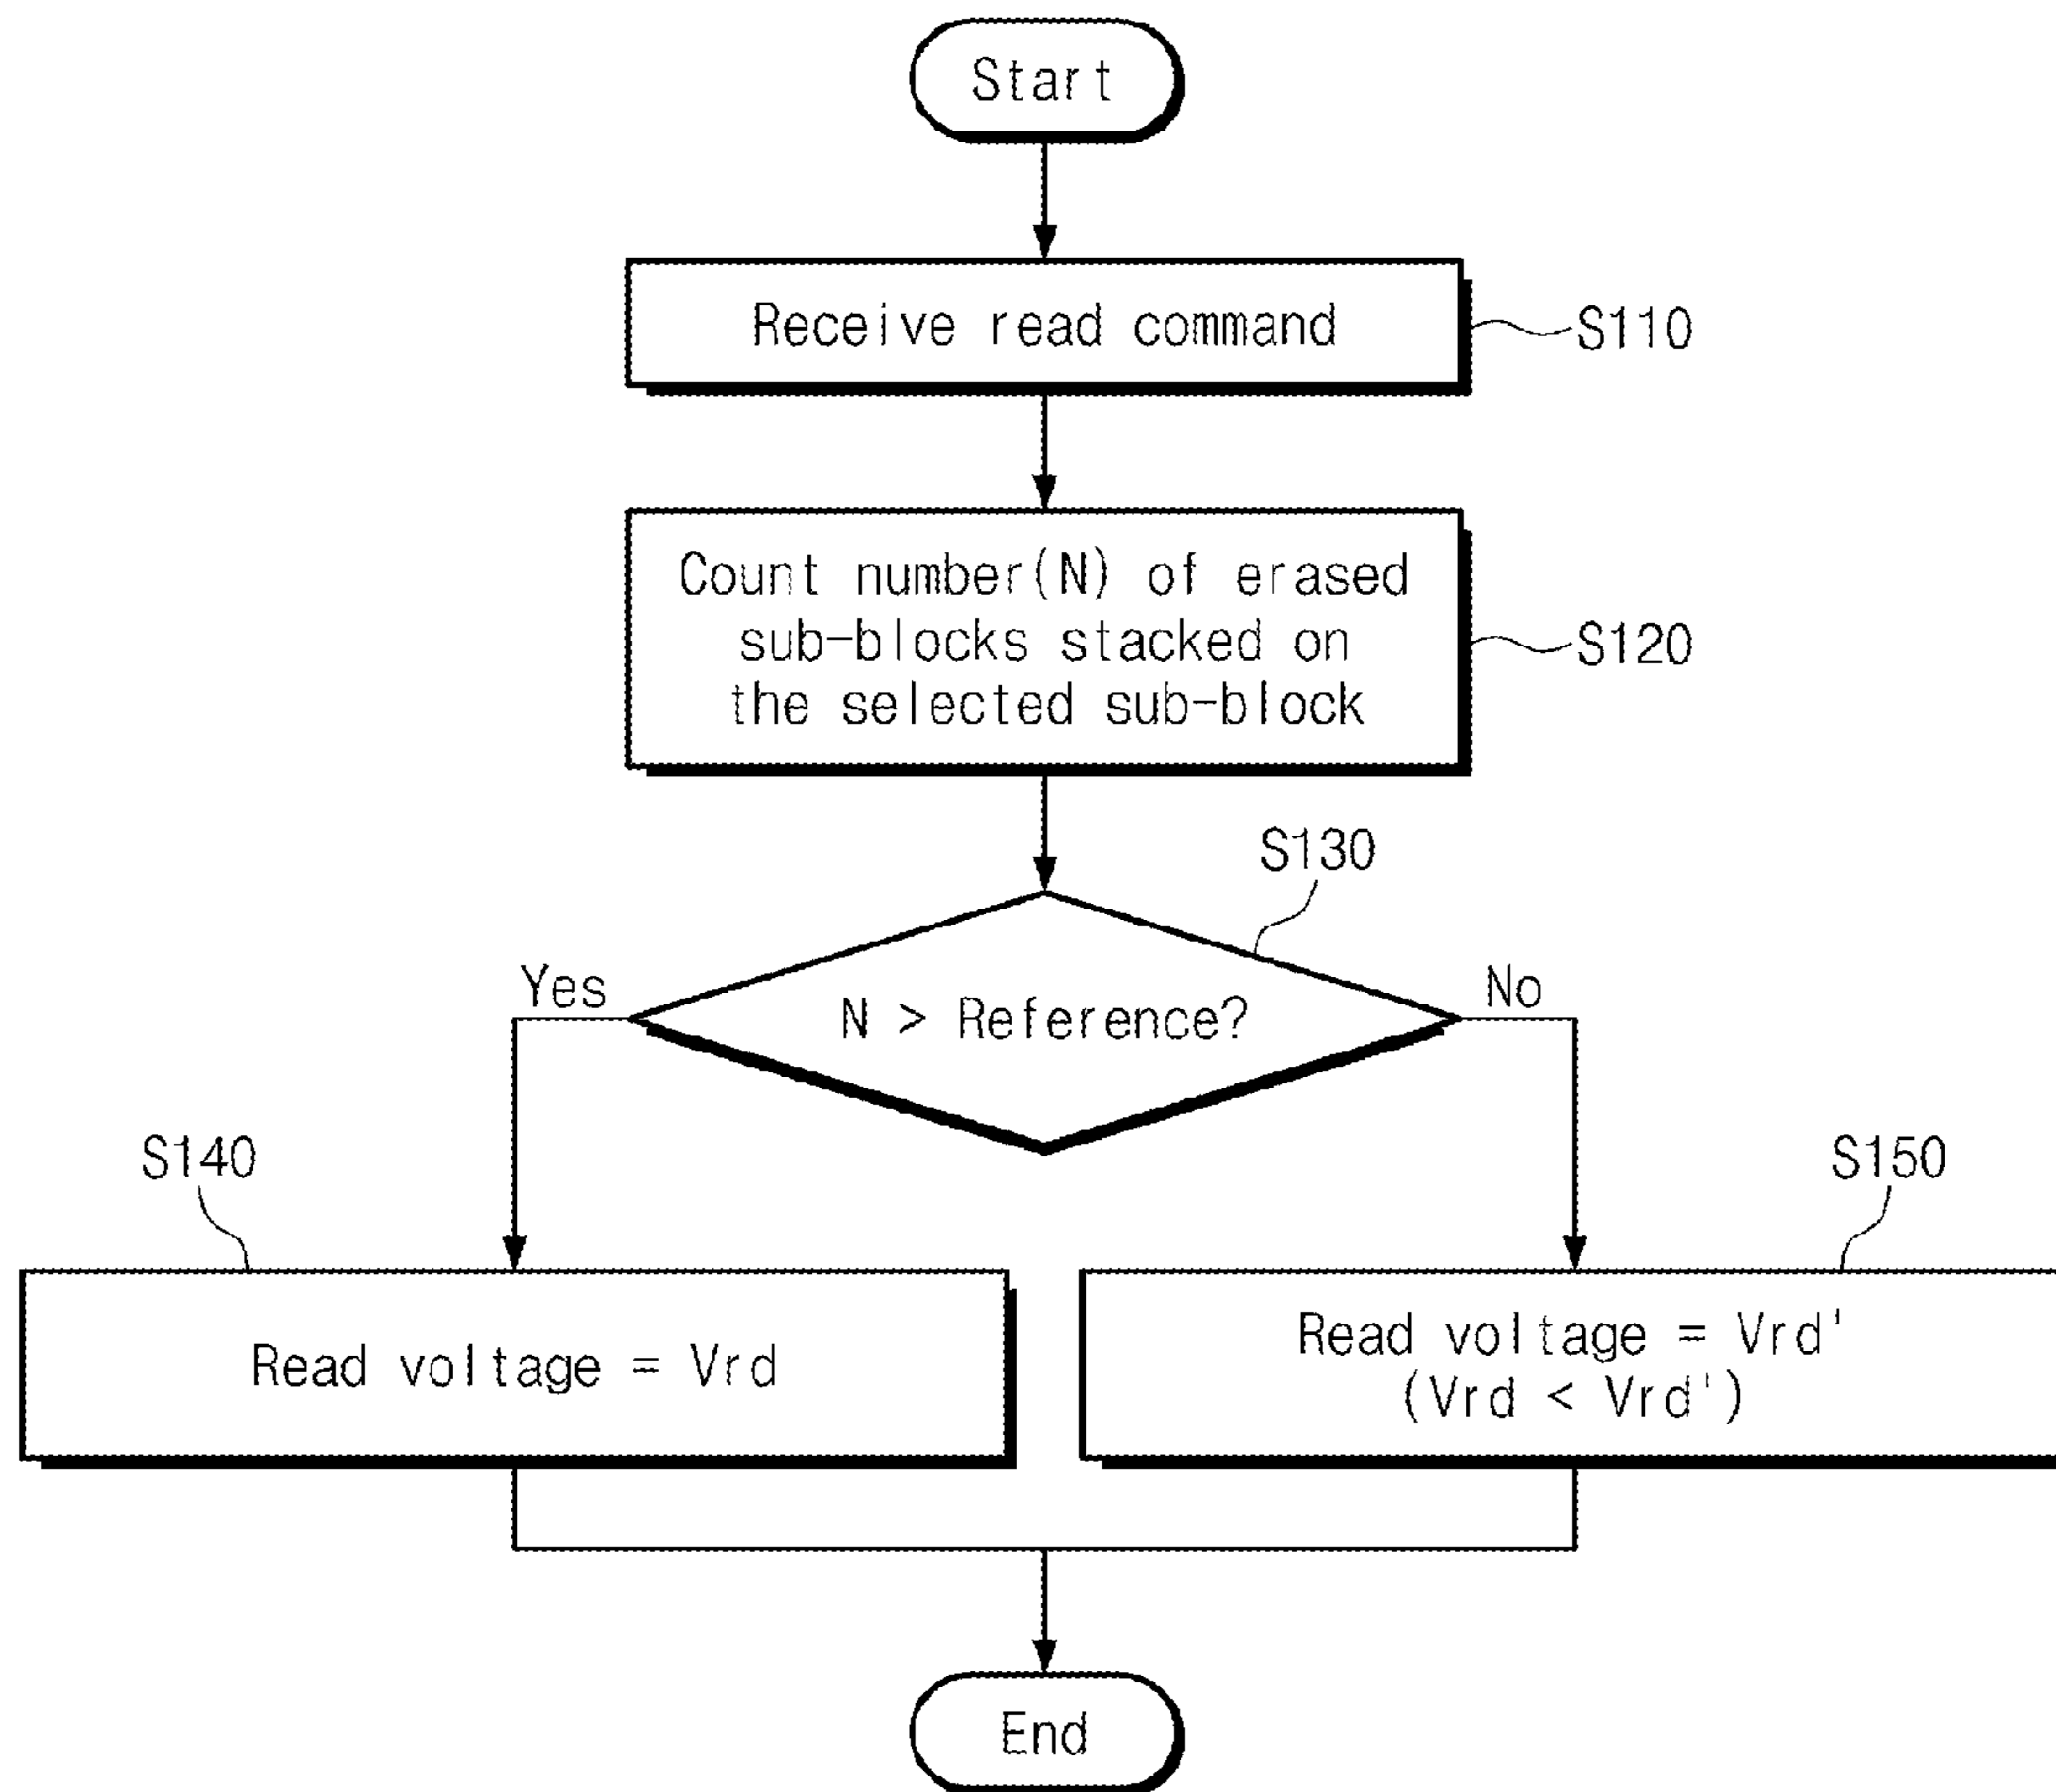 Start
Receive read command
S110
Count number(N) of erased
sub-blocks stacked on
the selected sub-block
S120
S130
N > Reference?
Yes
No
S140
Read voltage = Vrd
S150
Read voltage = Vrd'
(Vrd < Vrd')
End